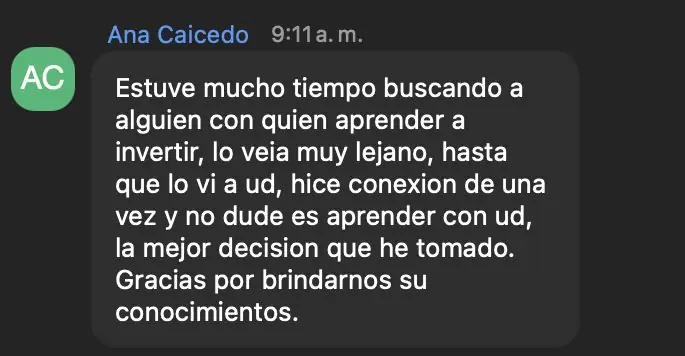 Ana Caicedo 9:11 a. m.
AC
Estuve mucho tiempo buscando a
alguien con quien aprender a
invertir, lo veia muy lejano, hasta
que lo vi a ud, hice conexion de una
vez y no dude es aprender con ud,
la mejor decision que he tomado.
Gracias por brindarnos su
conocimientos.